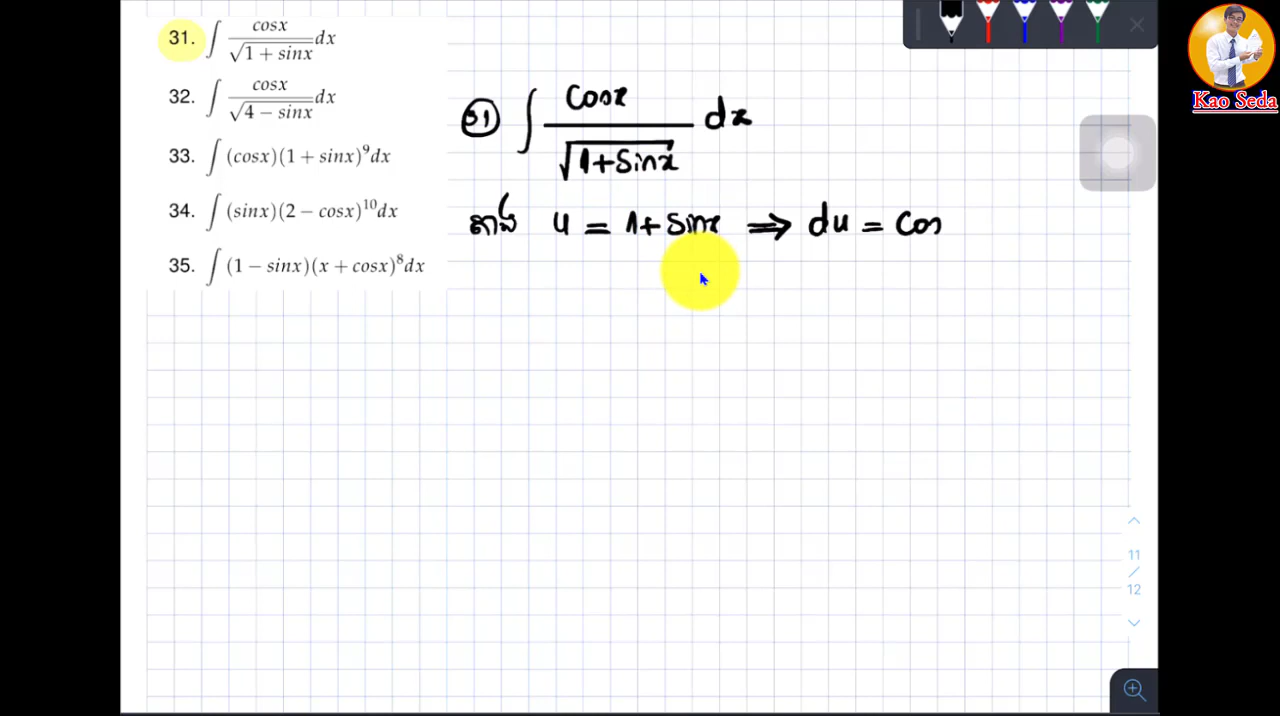 31. ∫ cosx / √(1 + sinx) dx
32. ∫ cosx / √(4 − sinx) dx
33. ∫ (cosx)(1 + sinx)⁹dx
34. ∫ (sinx)(2 − cosx)¹⁰dx
35. ∫ (1 − sinx)(x + cosx)⁸dx
31 ∫ cosx / √(1+sinx) dx
តាង u = 1+sinx ⇒ du = cos
Kao Seda
11
/
12